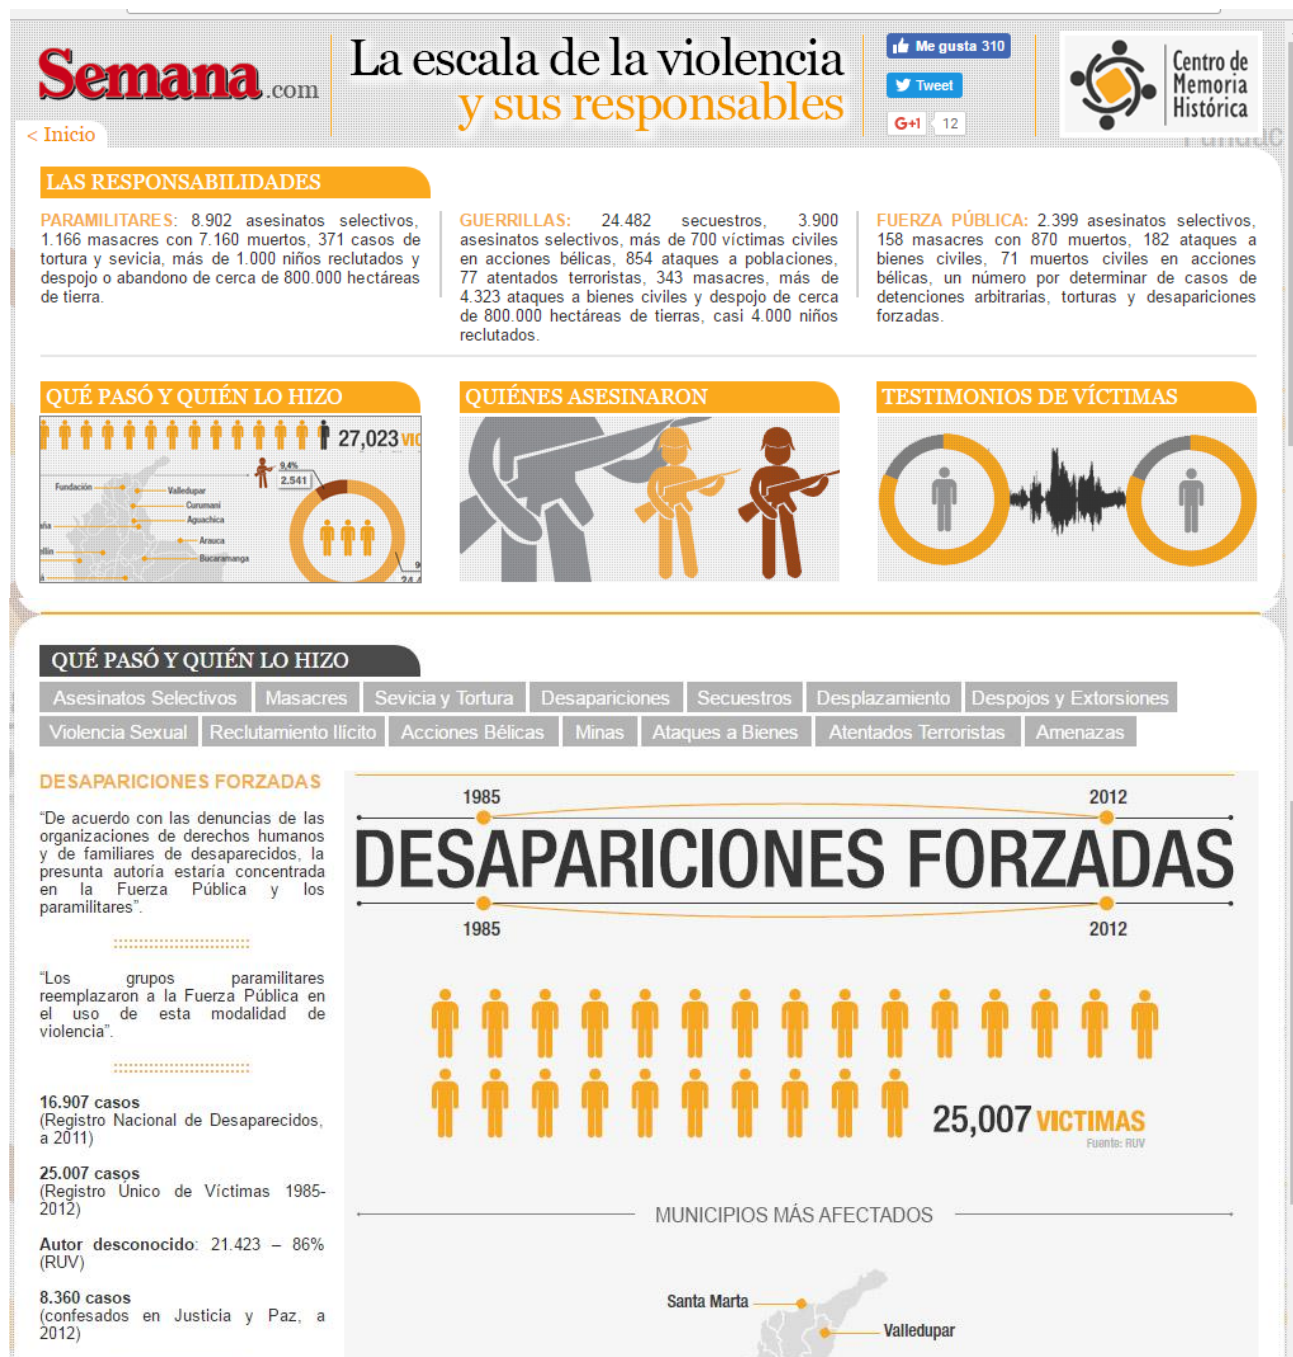 Semana.com
La escala de la violencia
y sus responsables
Me gusta 310
Tweet
G+1 12
Centro de
Memoria
Histórica
< Inicio
LAS RESPONSABILIDADES
PARAMILITARES: 8.902 asesinatos selectivos,
1.166 masacres con 7.160 muertos, 371 casos de
tortura y sevicia, más de 1.000 niños reclutados y
despojo o abandono de cerca de 800.000 hectáreas
de tierra.
GUERRILLAS: 24.482 secuestros, 3.900
asesinatos selectivos, más de 700 víctimas civiles
en acciones bélicas, 854 ataques a poblaciones,
77 atentados terroristas, 343 masacres, más de
4.323 ataques a bienes civiles y despojo de cerca
de 800.000 hectáreas de tierras, casi 4.000 niños
reclutados.
FUERZA PÚBLICA: 2.399 asesinatos selectivos,
158 masacres con 870 muertos, 182 ataques a
bienes civiles, 71 muertos civiles en acciones
bélicas, un número por determinar de casos de
detenciones arbitrarias, torturas y desapariciones
forzadas.
QUÉ PASÓ Y QUIÉN LO HIZO
27,023 VIC
9,4%
2.541
Fundación
Valledupar
Curumaní
Aguachica
Arauca
Bucaramanga
QUIÉNES ASESINARON
TESTIMONIOS DE VÍCTIMAS
QUÉ PASÓ Y QUIÉN LO HIZO
Asesinatos Selectivos Masacres Sevicia y Tortura Desapariciones Secuestros Desplazamiento Despojos y Extorsiones
Violencia Sexual Reclutamiento Ilícito Acciones Bélicas Minas Ataques a Bienes Atentados Terroristas Amenazas
DESAPARICIONES FORZADAS
“De acuerdo con las denuncias de las
organizaciones de derechos humanos
y de familiares de desaparecidos, la
presunta autoría estaría concentrada
en la Fuerza Pública y los
paramilitares”.
“Los grupos paramilitares
reemplazaron a la Fuerza Pública en
el uso de esta modalidad de
violencia”.
16.907 casos
(Registro Nacional de Desaparecidos,
a 2011)
25.007 casos
(Registro Único de Víctimas 1985-
2012)
Autor desconocido: 21.423 – 86%
(RUV)
8.360 casos
(confesados en Justicia y Paz, a
2012)
1985 2012
DESAPARICIONES FORZADAS
1985 2012
25,007 VICTIMAS
Fuente: RUV
MUNICIPIOS MÁS AFECTADOS
Santa Marta
Valledupar